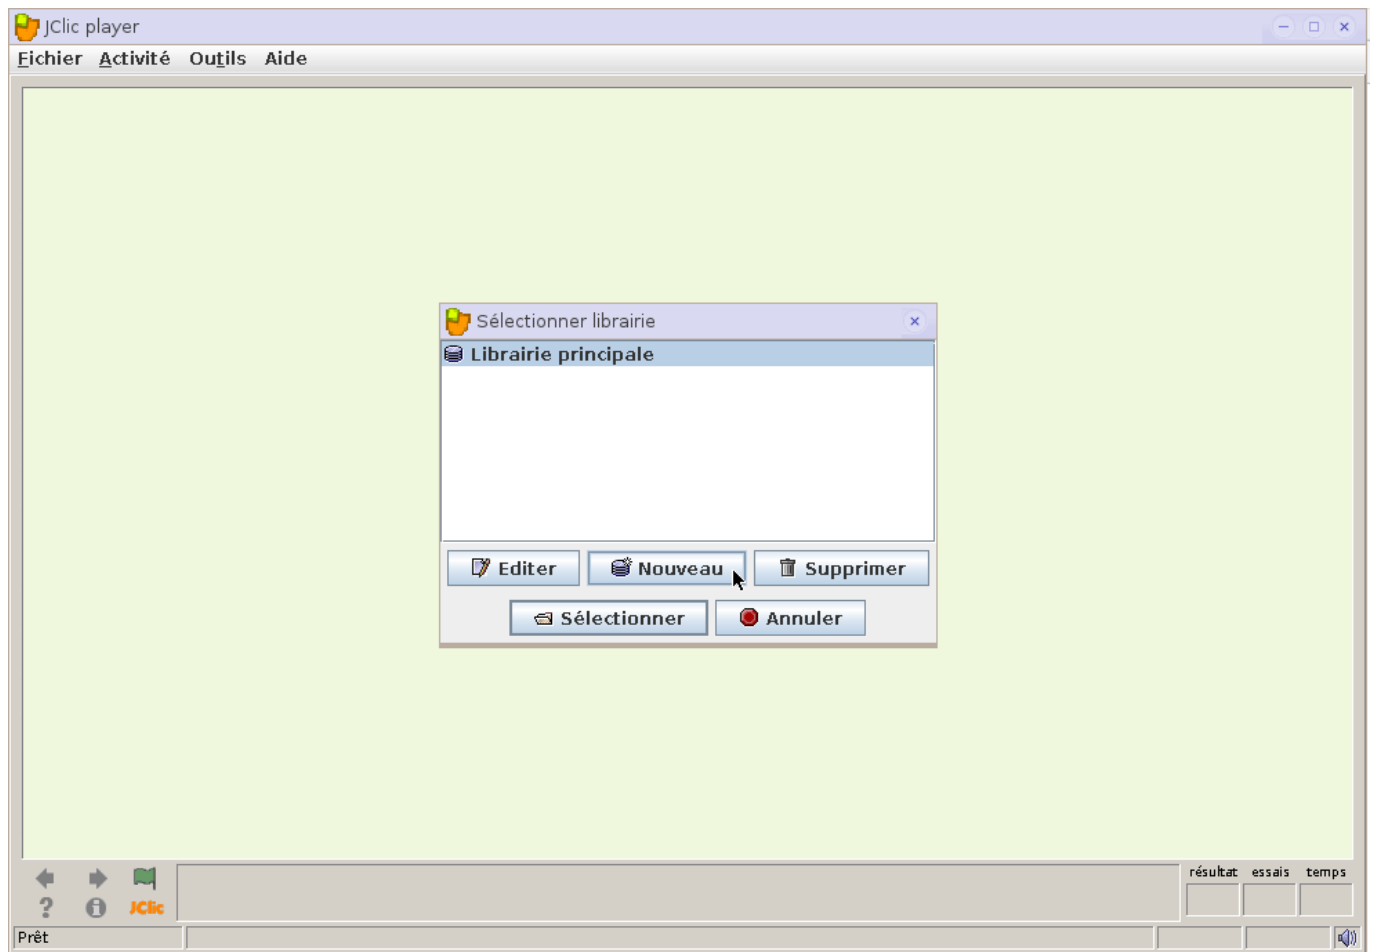 JClic player
Fichier Activité Outils Aide
Sélectionner librairie
Librairie principale
Editer Nouveau Supprimer
Sélectionner Annuler
résultat essais temps
JClic
Prêt